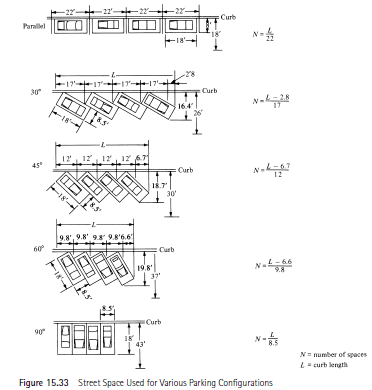 22' 22' 22' 22'
Curb
Parallel
8'
18'
18'
N = L/22
L
2'8
30°
17' 17' 17'
Curb
16.4'
26'
18'
8.5'
N = L - 2.8/17
L
45°
12' 12' 12' 12' 6.7'
Curb
18.7'
30'
18'
8.5'
N = L - 6.7/12
L
60°
9.8' 9.8' 9.8' 9.8' 6.6'
Curb
19.8'
37'
18'
8.5'
N = L - 6.6/9.8
8.5'
90°
Curb
18'
43'
N = L/8.5
N = number of spaces
L = curb length
Figure 15.33 Street Space Used for Various Parking Configurations